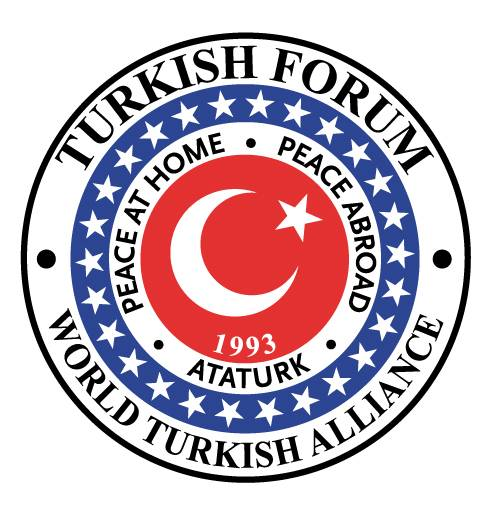 TURKISH FORUM
PEACE AT HOME • PEACE ABROAD
1993
• ATATURK •
• WORLD TURKISH ALLIANCE •